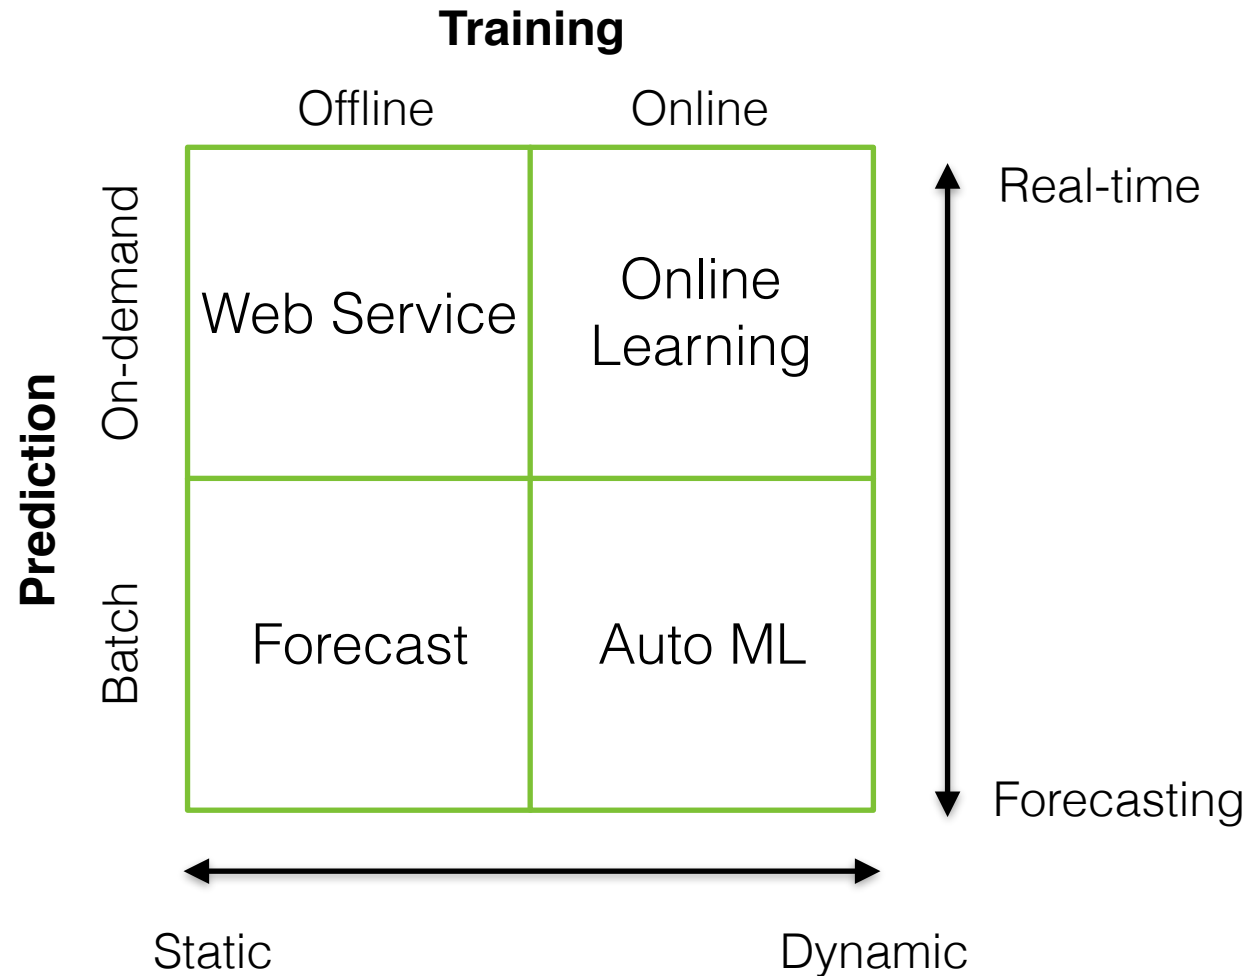 Training
Offline
Online
Real-time
On-demand
Web Service
Online
Learning
Prediction
Batch
Forecast
Auto ML
Forecasting
Static
Dynamic